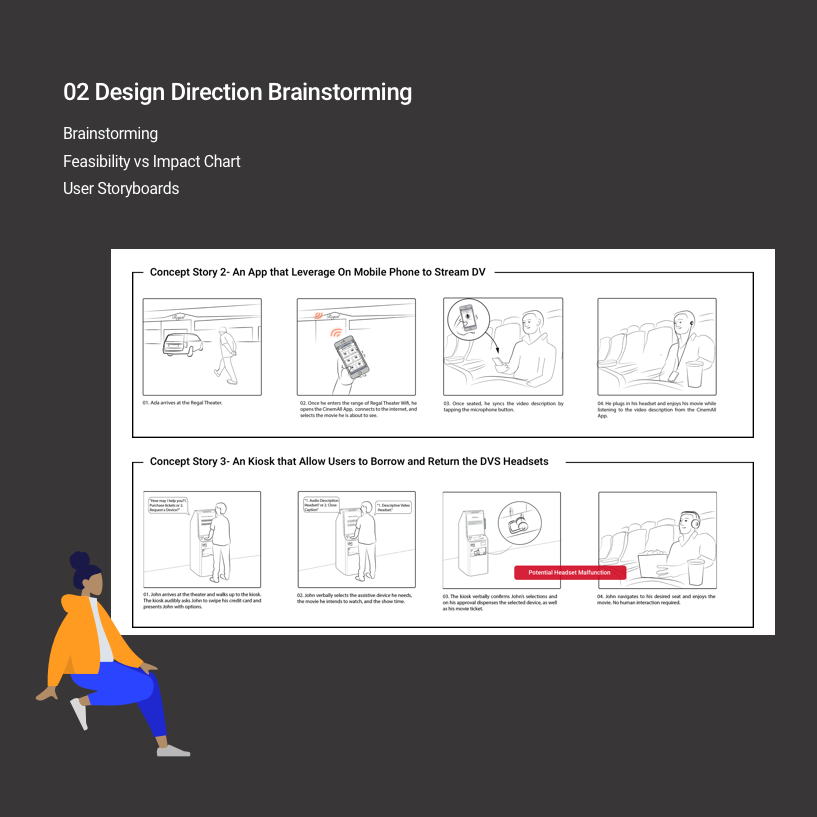 02 Design Direction Brainstorming
Brainstorming
Feasibility vs Impact Chart
User Storyboards
Concept Story 2- An App that Leverage On Mobile Phone to Stream DV
01. Ada arrives at the Regal Theater.
02. Once he enters the range of Regal Theater Wifi, he
opens the CinemAll App, connects to the internet, and
selects the movie he is about to see.
03. Once seated, he syncs the video description by
tapping the microphone button.
04. He plugs in his headset and enjoys his movie while
listening to the video description from the CinemAll
App.
Concept Story 3- An Kiosk that Allow Users to Borrow and Return the DVS Headsets
"How may I help you?1.
Purchase tickets or 2.
Request a Device?"
"1. Audio Description
Headset? or 2. Close
Caption"
"1. Descriptive Video
Headset"
Potential Headset Malfunction
01. John arrives at the theater and walks up to the kiosk.
The kiosk audibly asks John to swipe his credit card and
presents John with options.
02. John verbally selects the assistive device he needs,
the movie he intends to watch, and the show time.
03. The kiosk verbally confirms John's selections and
on his approval dispenses the selected device, as well
as his movie ticket.
04. John navigates to his desired seat and enjoys the
movie. No human interaction required.